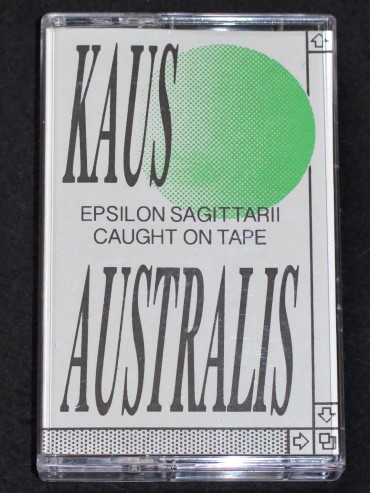 KAUS
EPSILON SAGITTARII
CAUGHT ON TAPE
AUSTRALIS